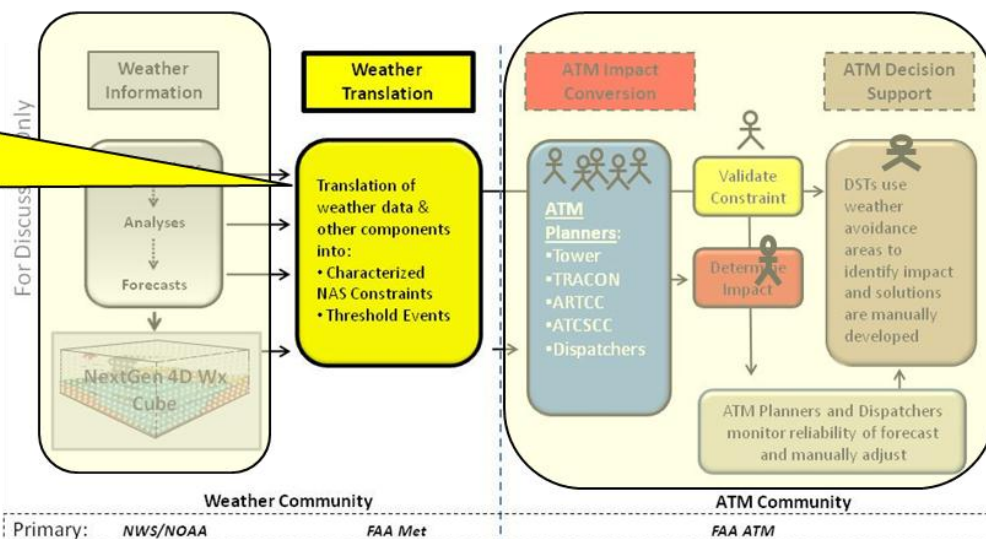 For Discuss
only
Weather
Information
Analyses
Forecasts
NextGen 4D Wx
Cube
Weather
Translation
Translation of
weather data &
other components
into:
• Characterized
NAS Constraints
• Threshold Events
ATM Impact
Conversion
ATM
Planners:
•Tower
•TRACON
•ARTCC
•ATCSCC
•Dispatchers
Validate
Constraint
Determine
Impact
ATM Decision
Support
DSTs use
weather
avoidance
areas to
identify impact
and solutions
are manually
developed
ATM Planners and Dispatchers
monitor reliability of forecast
and manually adjust
Weather Community
ATM Community
Primary: NWS/NOAA FAA Met FAA ATM